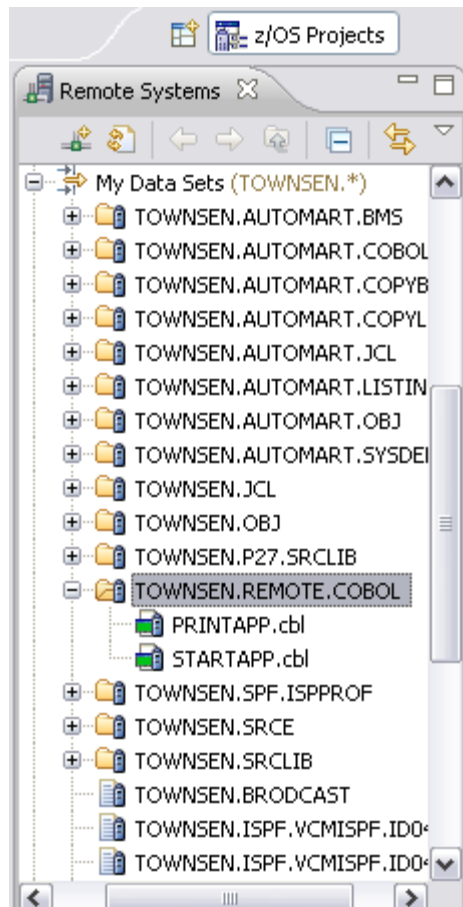 z/OS Projects
Remote Systems
My Data Sets (TOWNSEN.*)
TOWNSEN.AUTOMART.BMS
TOWNSEN.AUTOMART.COBOL
TOWNSEN.AUTOMART.COPYB
TOWNSEN.AUTOMART.COPYL
TOWNSEN.AUTOMART.JCL
TOWNSEN.AUTOMART.LISTIN
TOWNSEN.AUTOMART.OBJ
TOWNSEN.AUTOMART.SYSDE
TOWNSEN.JCL
TOWNSEN.OBJ
TOWNSEN.P27.SRCLIB
TOWNSEN.REMOTE.COBOL
PRINTAPP.cbl
STARTAPP.cbl
TOWNSEN.SPF.ISPPROF
TOWNSEN.SRCE
TOWNSEN.SRCLIB
TOWNSEN.BRODCAST
TOWNSEN.ISPF.VCMISPF.ID0
TOWNSEN.ISPF.VCMISPF.ID0